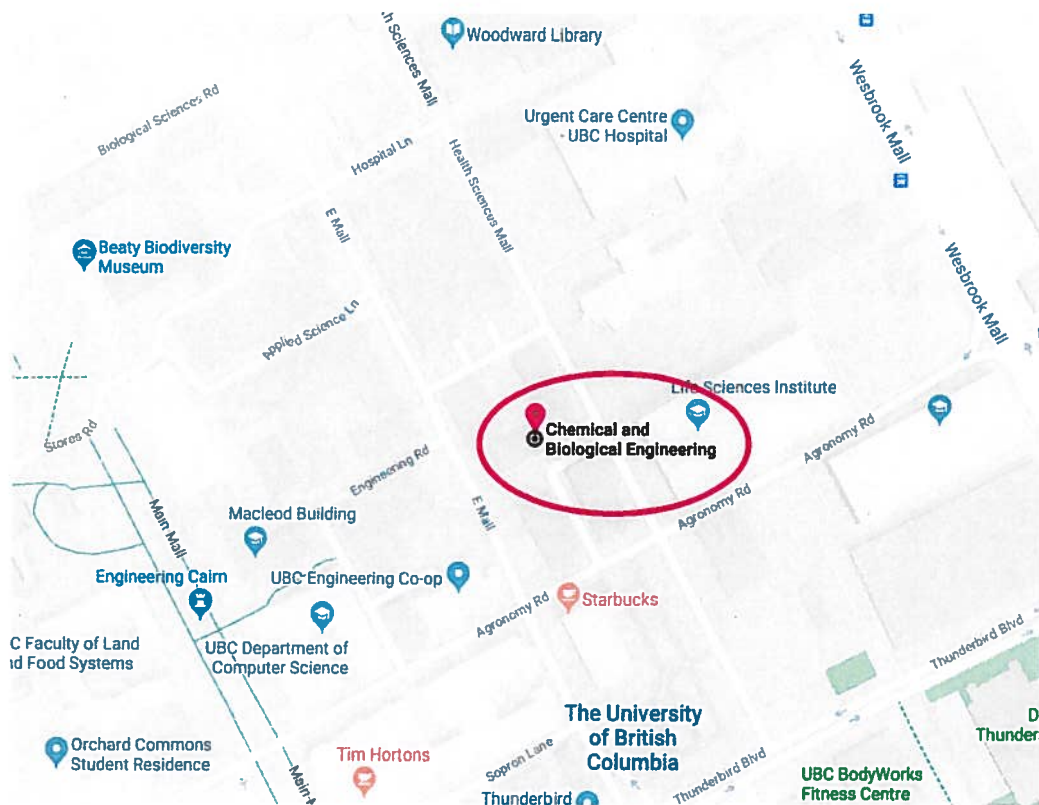 Woodward Library
h Sciences Mall
Biological Sciences Rd
Urgent Care Centre
- UBC Hospital
Wesbrook Mall
Hospital Ln
Health Sciences Mall
E Mall
Beaty Biodiversity
Museum
Wesbrook Mall
Applied Science Ln
Life Sciences Institute
Chemical and
Biological Engineering
Agronomy Rd
Stores Rd
Engineering Rd
E Mall
Agronomy Rd
Main Mall
Macleod Building
Engineering Cairn
UBC Engineering Co-op
Starbucks
Agronomy Rd
C Faculty of Land
nd Food Systems
UBC Department of
Computer Science
Thunderbird Blvd
The University
of British
Columbia
D
Thunders
Orchard Commons
Student Residence
Tim Hortons
Sopron Lane
Thunderbird Blvd
Main
UBC BodyWorks
Fitness Centre
Thunderbird